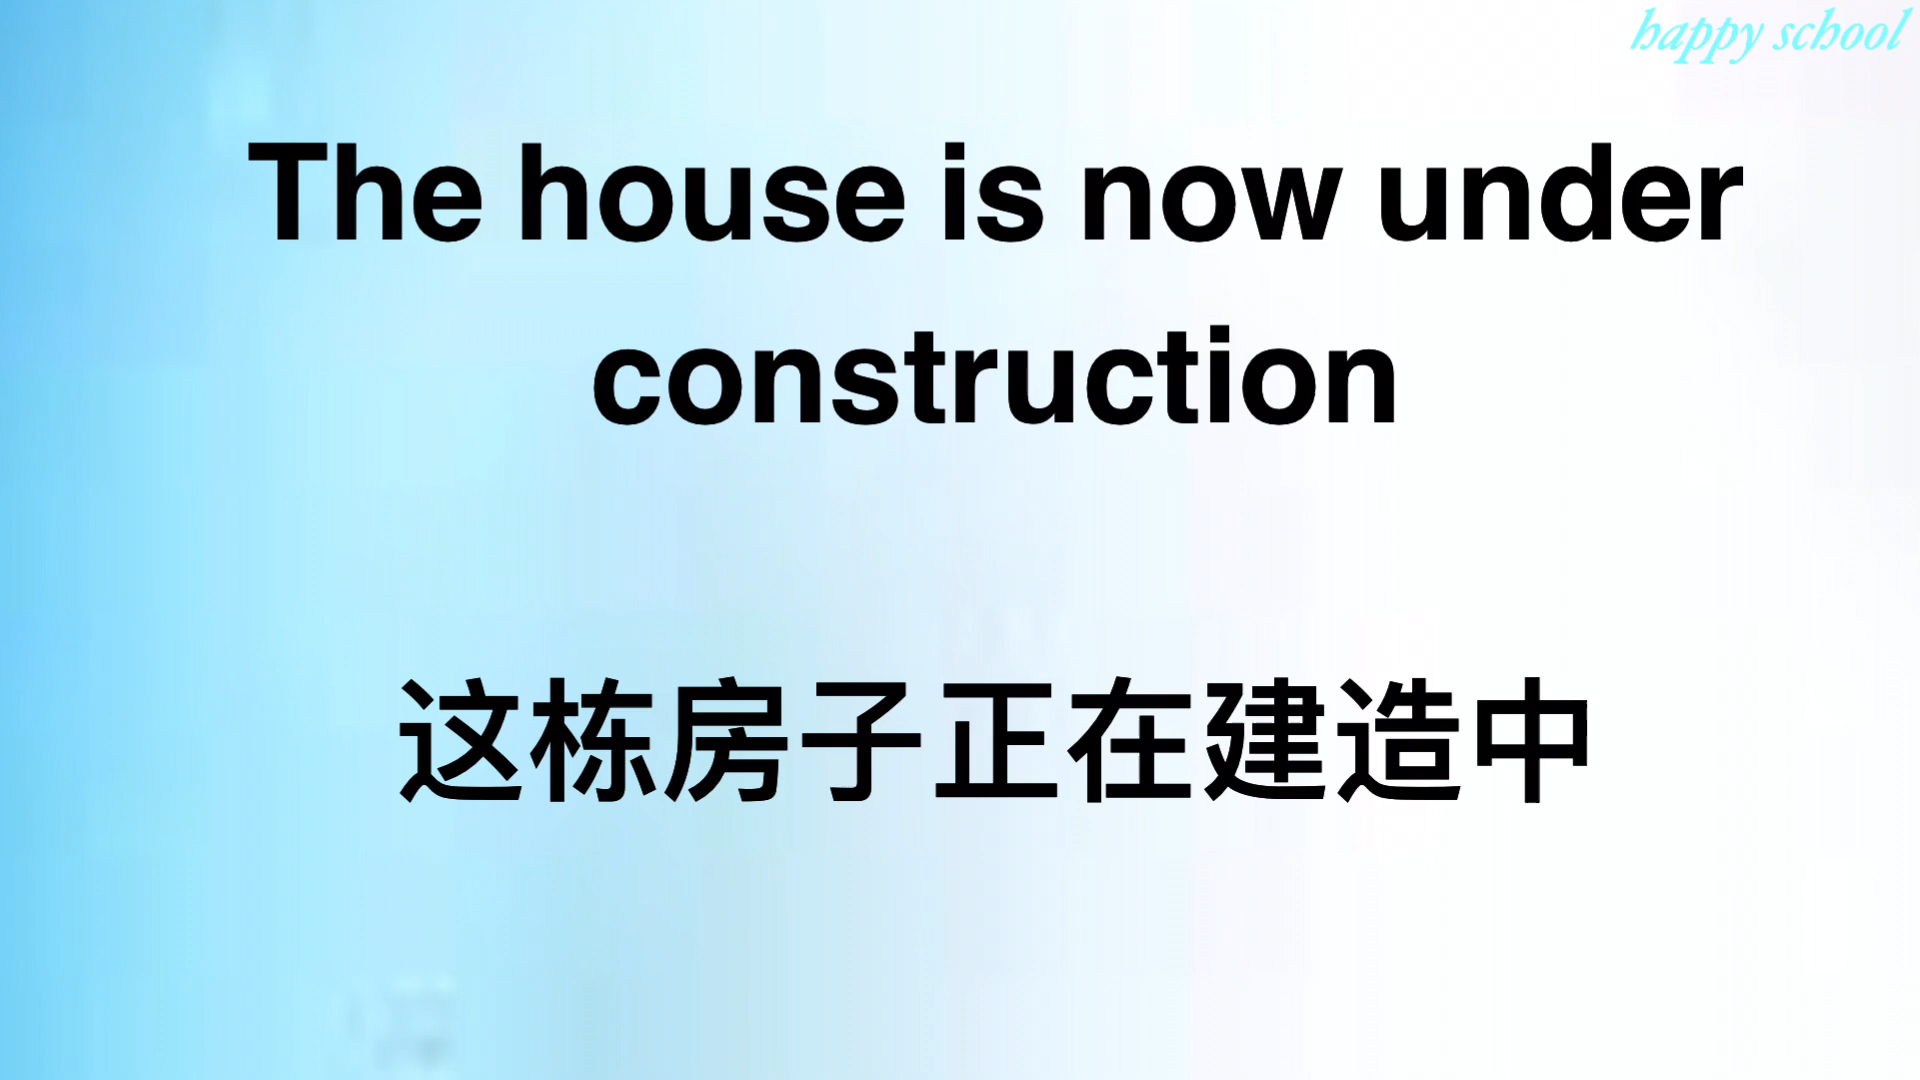 happy school
The house is now under
construction
这栋房子正在建造中